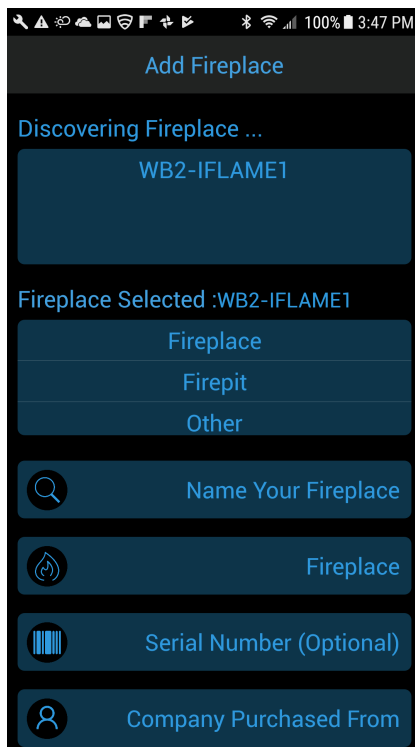 100% 3:47 PM
Add Fireplace
Discovering Fireplace ...
WB2-IFLAME1
Fireplace Selected :WB2-IFLAME1
Fireplace
Firepit
Other
Name Your Fireplace
Fireplace
Serial Number (Optional)
Company Purchased From